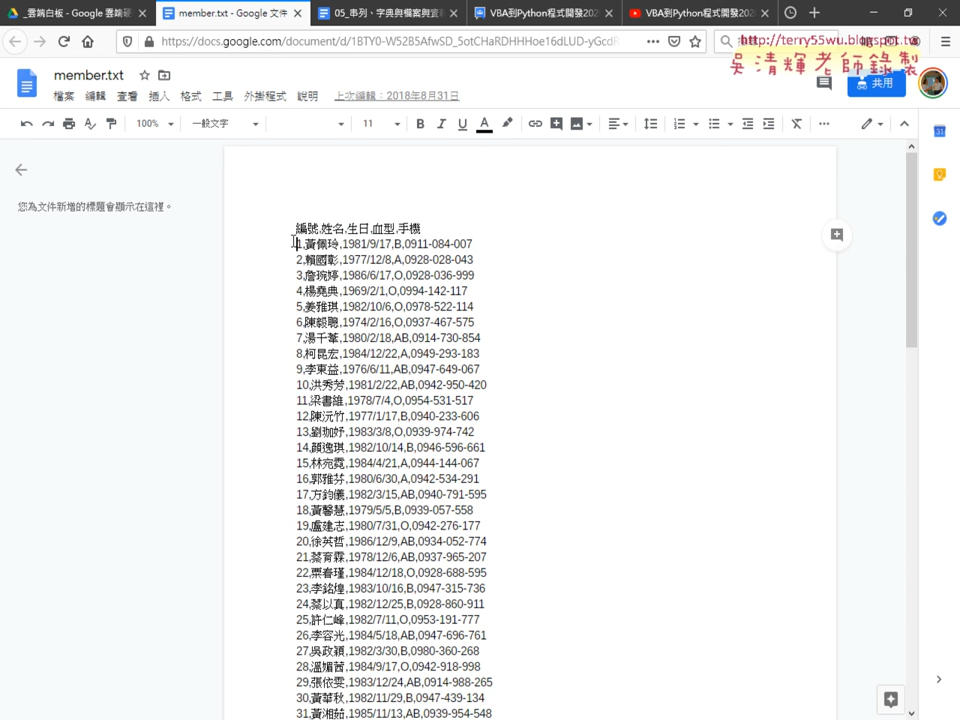 _雲端白板 - Google 雲端硬
member.txt - Google 文件
05_串列、字典與檔案與資
VBA到Python程式開發202
VBA到Python程式開發202
https://docs.google.com/document/d/1BTY0-W52B5AfwSD_5otCHaRDHHHoe16dLUD-yGcdR
http://terry55wu.blogspot.tw
吳清輝老師錄製
member.txt
共用
檔案 編輯 查看 插入 格式 工具 外掛程式 說明 上次編輯：2018年8月31日
100% 一般文字 11
您為文件新增的標題會顯示在這裡。
編號,姓名,生日,血型,手機
1,黃佩玲,1981/9/17,B,0911-084-007
2,賴國彰,1977/12/8,A,0928-028-043
3,詹琬婷,1986/6/17,O,0928-036-999
4,楊堯典,1969/2/1,O,0994-142-117
5,姜雅琪,1982/10/6,O,0978-522-114
6,陳毅聰,1974/2/16,O,0937-467-575
7,湯千葦,1980/2/18,AB,0914-730-854
8,柯昆宏,1984/12/22,A,0949-293-183
9,李東益,1976/6/11,AB,0947-649-067
10,洪秀芳,1981/2/22,AB,0942-950-420
11,梁書維,1978/7/4,O,0954-531-517
12,陳沅竹,1977/1/17,B,0940-233-606
13,劉珈妤,1983/3/8,O,0939-974-742
14,顏逸琪,1982/10/14,B,0946-596-661
15,林宛霓,1984/4/21,A,0944-144-067
16,郭雅芬,1980/6/30,A,0942-534-291
17,方鈞儀,1982/3/15,AB,0940-791-595
18,黃馨慧,1979/5/5,B,0939-057-558
19,盧建志,1980/7/31,O,0942-276-177
20,徐英哲,1986/12/9,AB,0934-052-774
21,蔡育霖,1978/12/6,AB,0937-965-207
22,粟春瑾,1984/12/18,O,0928-688-595
23,李銘煌,1983/10/16,B,0947-315-736
24,蔡以真,1982/12/25,B,0928-860-911
25,許仁峰,1982/7/11,O,0953-191-777
26,李容光,1984/5/18,AB,0947-696-761
27,吳政穎,1982/3/30,B,0980-360-268
28,溫媚茜,1984/9/17,O,0942-918-998
29,張依雯,1983/12/24,AB,0914-988-265
30,黃華秋,1982/11/29,B,0947-439-134
31,黃湘茹,1985/11/13,AB,0939-954-548